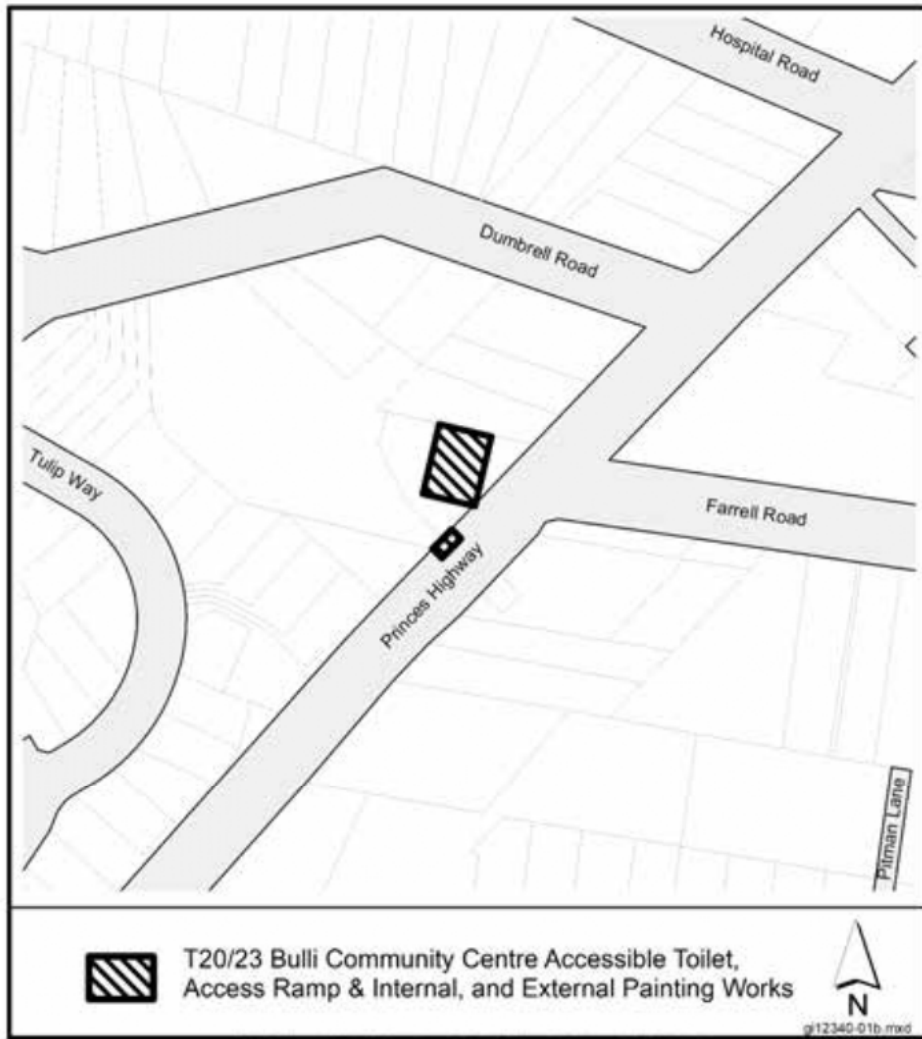 Hospital Road
Dumbrell Road
Tulip Way
Farrell Road
Princes Highway
Pitman Lane
T20/23 Bulli Community Centre Accessible Toilet,
Access Ramp & Internal, and External Painting Works
N
gl12340-01b.mxd